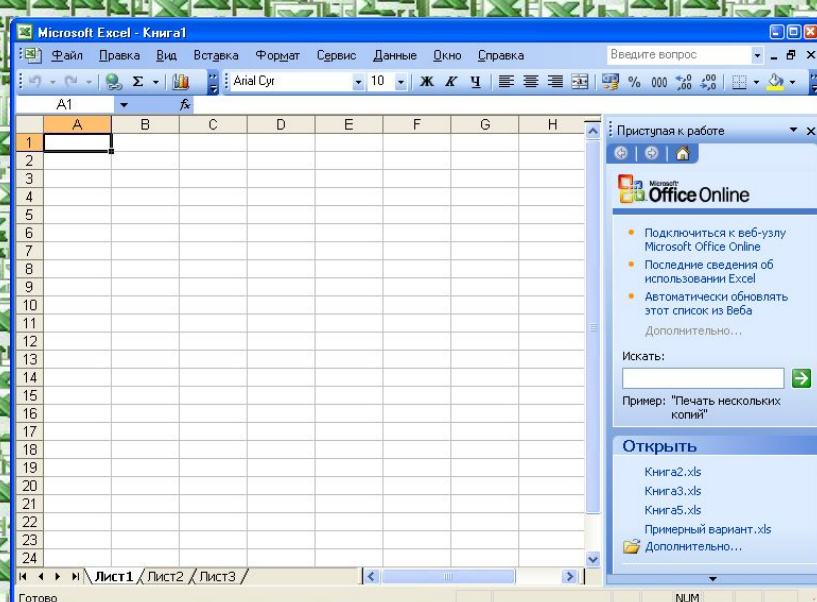 Microsoft Excel - Книга1
Файл Правка Вид Вставка Формат Сервис Данные Окно Справка Введите вопрос
Σ Arial Cyr 10 Ж К Ч % 000
A1 fx
A B C D E F G H
1
2
3
4
5
6
7
8
9
10
11
12
13
14
15
16
17
18
19
20
21
22
23
24
Лист1 Лист2 Лист3
Готово NUM
Приступая к работе
Microsoft
Office Online
Подключиться к веб-узлу
Microsoft Office Online
Последние сведения об
использовании Excel
Автоматически обновлять
этот список из Веба
Дополнительно...
Искать:
Пример: "Печать нескольких
копий"
Открыть
Книга2.xls
Книга3.xls
Книга5.xls
Примерный вариант.xls
Дополнительно...